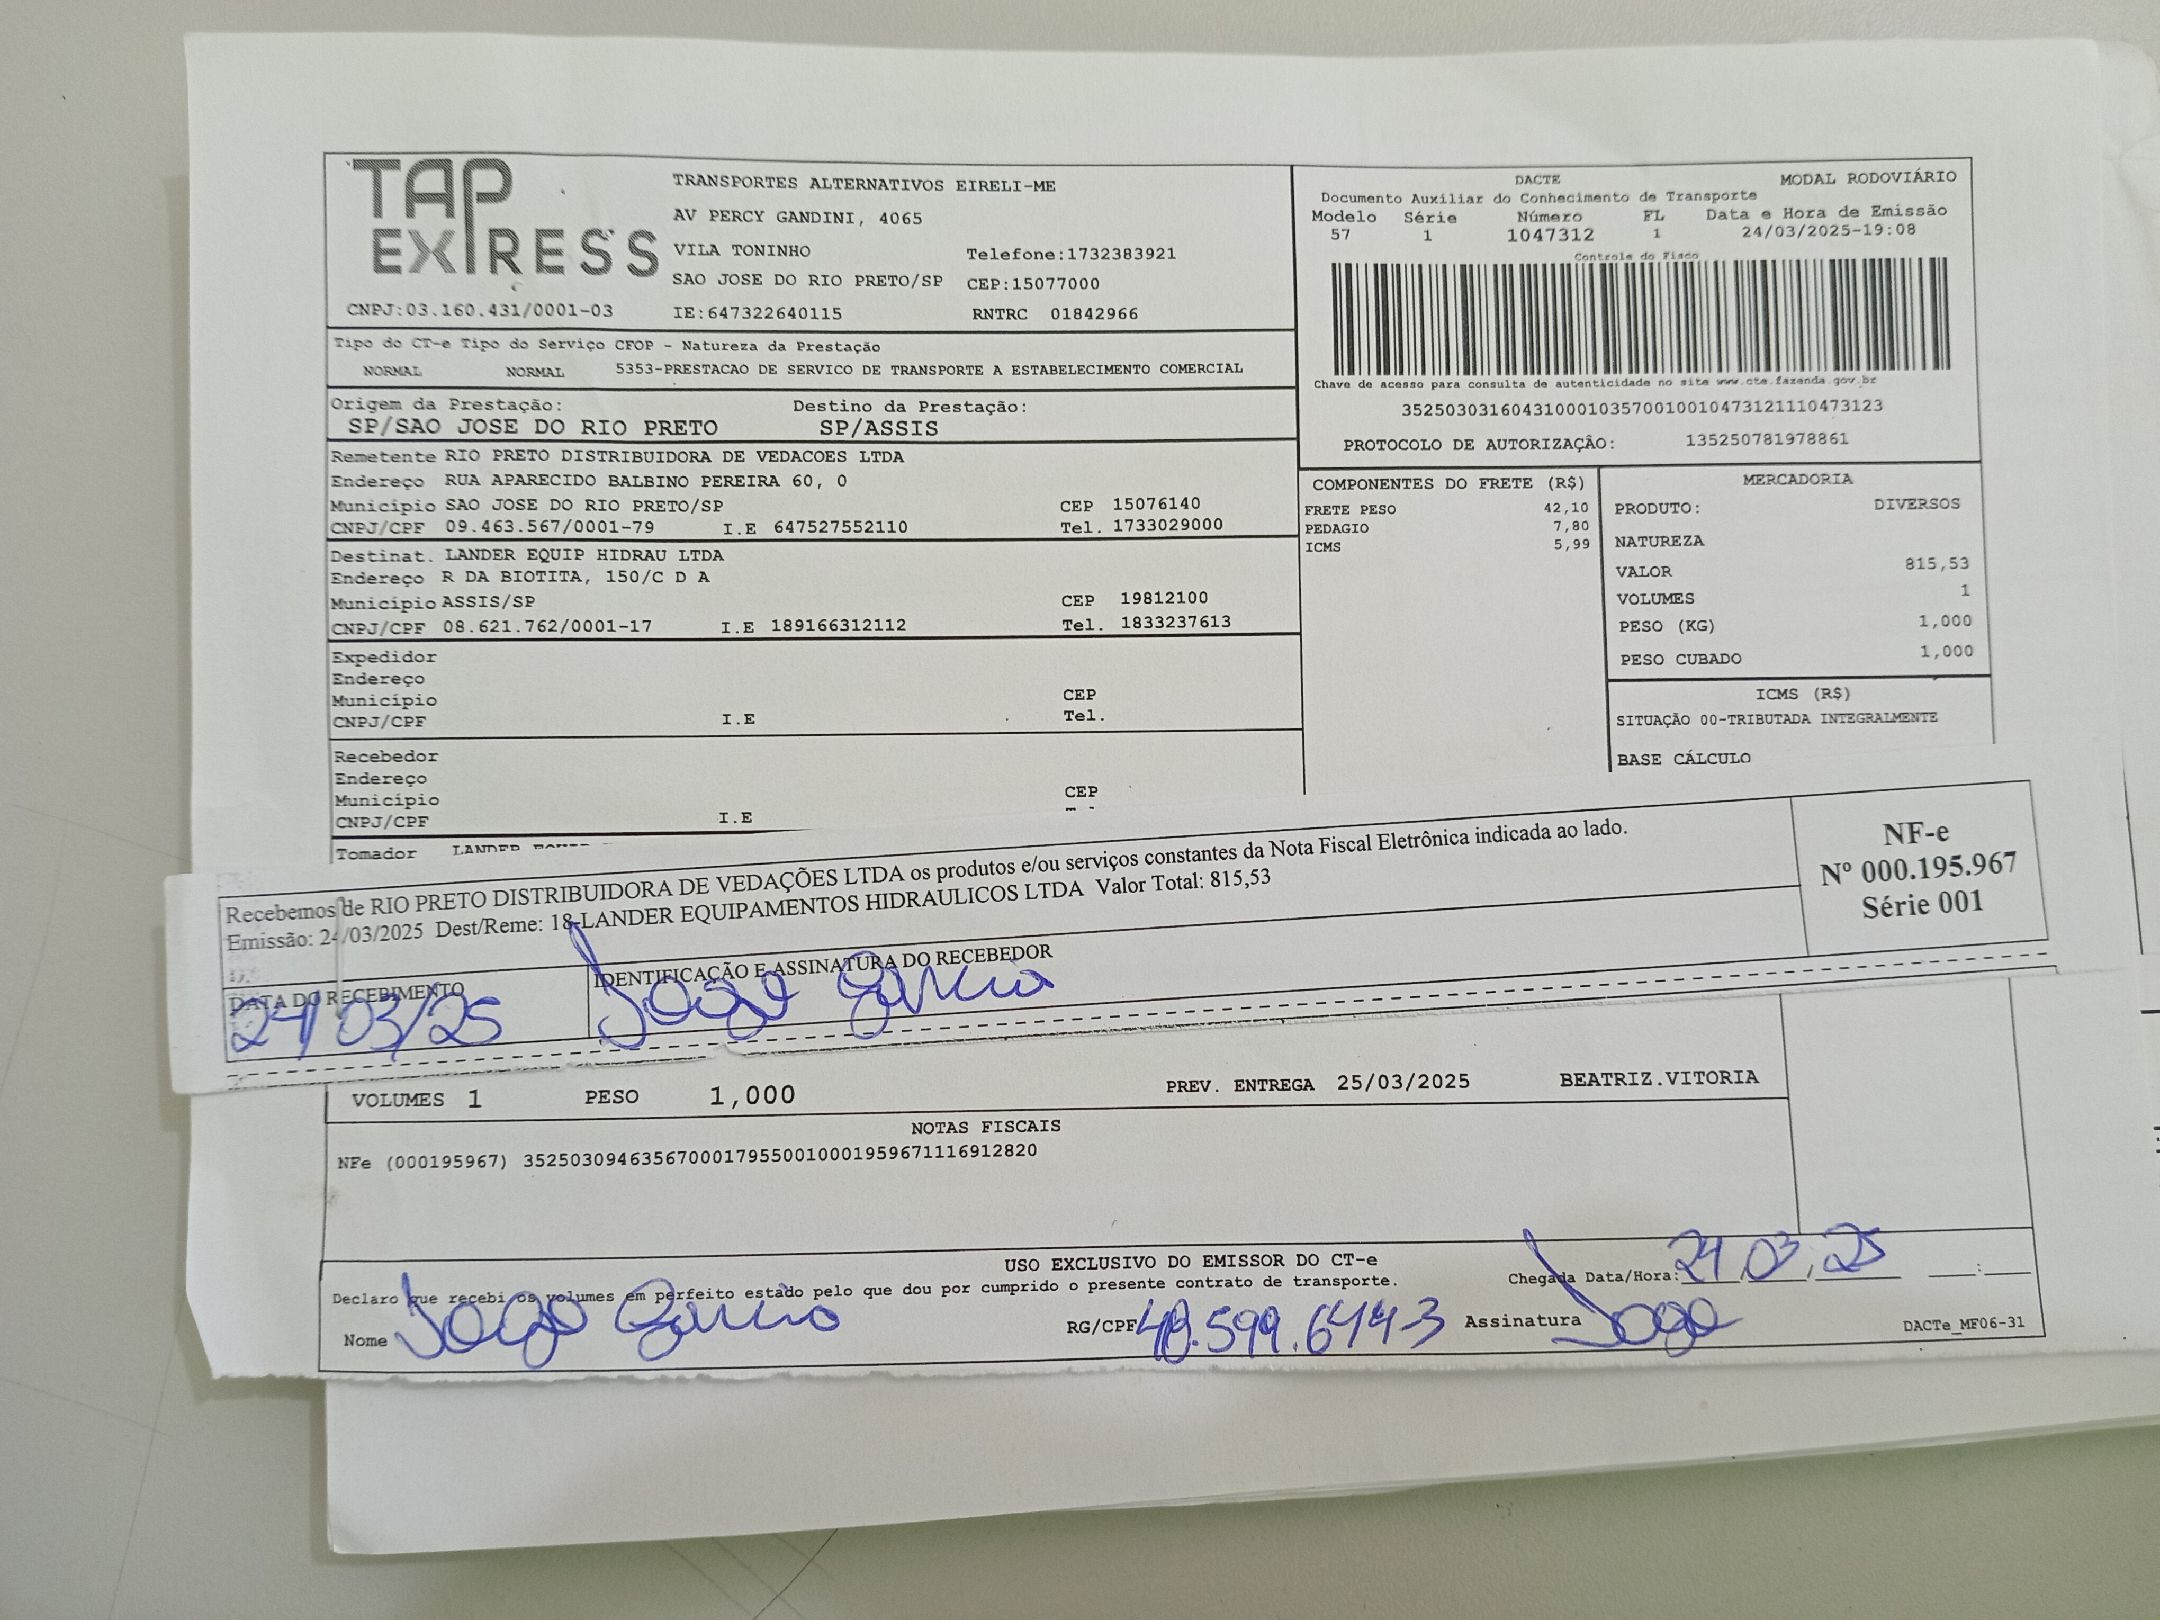 TAP EXPRESS
TRANSPORTES ALTERNATIVOS EIRELI-ME
AV PERCY GANDINI, 4065
VILA TONINHO Telefone:1732383921
SAO JOSE DO RIO PRETO/SP CEP:15077000
CNPJ:03.160.431/0001-03 IE:647322640115 RNTRC 01842966
DACTE MODAL RODOVIÁRIO
Documento Auxiliar do Conhecimento de Transporte
Modelo Série Número FL Data e Hora de Emissão
57 1 1047312 1 24/03/2025-19:08
Controle do Fisco
Chave de acesso para consulta de autenticidade no site www.cte.fazenda.gov.br
35250303160431000103570010010473121110473123
PROTOCOLO DE AUTORIZAÇÃO: 135250781978861
Tipo do CT-e Tipo do Serviço CFOP - Natureza da Prestação
NORMAL NORMAL 5353-PRESTACAO DE SERVICO DE TRANSPORTE A ESTABELECIMENTO COMERCIAL
Origem da Prestação: Destino da Prestação:
SP/SAO JOSE DO RIO PRETO SP/ASSIS
Remetente RIO PRETO DISTRIBUIDORA DE VEDACOES LTDA
Endereço RUA APARECIDO BALBINO PEREIRA 60, 0
Município SAO JOSE DO RIO PRETO/SP CEP 15076140
CNPJ/CPF 09.463.567/0001-79 I.E 647527552110 Tel. 1733029000
Destinat. LANDER EQUIP HIDRAU LTDA
Endereço R DA BIOTITA, 150/C D A
Município ASSIS/SP CEP 19812100
CNPJ/CPF 08.621.762/0001-17 I.E 189166312112 Tel. 1833237613
Expedidor
Endereço
Município CEP
CNPJ/CPF I.E Tel.
Recebedor
Endereço
Município CEP
CNPJ/CPF I.E
Tomador LANDER
COMPONENTES DO FRETE (R$)
FRETE PESO 42,10
PEDAGIO 7,80
ICMS 5,99
MERCADORIA
PRODUTO: DIVERSOS
NATUREZA
VALOR 815,53
VOLUMES 1
PESO (KG) 1,000
PESO CUBADO 1,000
ICMS (R$)
SITUAÇÃO 00-TRIBUTADA INTEGRALMENTE
BASE CÁLCULO
Recebemos de RIO PRETO DISTRIBUIDORA DE VEDAÇÕES LTDA os produtos e/ou serviços constantes da Nota Fiscal Eletrônica indicada ao lado.
Emissão: 24/03/2025 Dest/Reme: 18-LANDER EQUIPAMENTOS HIDRAULICOS LTDA Valor Total: 815,53
NF-e
Nº 000.195.967
Série 001
DATA DO RECEBIMENTO IDENTIFICAÇÃO E ASSINATURA DO RECEBEDOR
24/03/25 Garcia
VOLUMES 1 PESO 1,000 PREV. ENTREGA 25/03/2025 BEATRIZ.VITORIA
NOTAS FISCAIS
NFe (000195967) 35250309463567000179550010001959671116912820
USO EXCLUSIVO DO EMISSOR DO CT-e
Declaro que recebi os volumes em perfeito estado pelo que dou por cumprido o presente contrato de transporte. Chegada Data/Hora: 24 03 25
Nome RG/CPF Assinatura DACTe_MF06-31